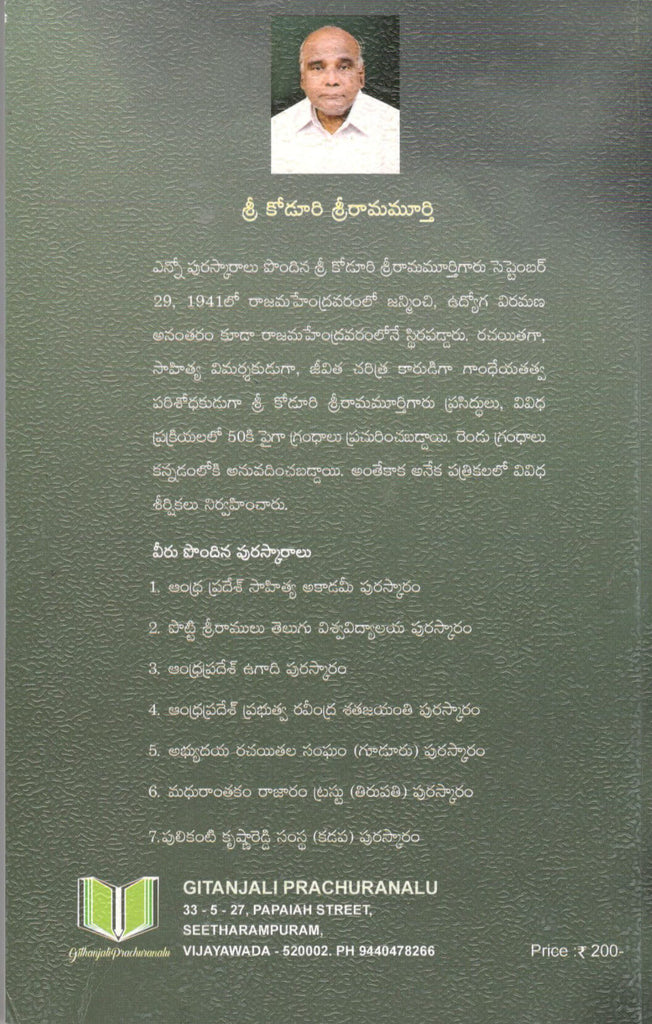 శ్రీ కోడూరి శ్రీరామమూర్తి
ఎన్నో పురస్కారాలు పొందిన శ్రీ కోడూరి శ్రీరామమూర్తిగారు సెప్టెంబర్
29, 1941లో రాజమహేంద్రవరంలో జన్మించి, ఉద్యోగ విరమణ
అనంతరం కూడా రాజమహేంద్రవరంలోనే స్థిరపడ్డారు. రచయితగా,
సాహిత్య విమర్శకుడుగా, జీవిత చరిత్ర కారుడిగా గాంధేయతత్వ
పరిశోధకుడుగా శ్రీ కోడూరి శ్రీరామమూర్తిగారు ప్రసిద్ధులు, వివిధ
ప్రక్రియలలో 50కి పైగా గ్రంథాలు ప్రచురించబడ్డాయి. రెండు గ్రంథాలు
కన్నడంలోకి అనువదించబడ్డాయి. అంతేకాక అనేక పత్రికలలో వివిధ
శీర్షికలు నిర్వహించారు.
వీరు పొందిన పురస్కారాలు
1. ఆంధ్ర ప్రదేశ్ సాహిత్య అకాడమీ పురస్కారం
2. పొట్టి శ్రీరాములు తెలుగు విశ్వవిద్యాలయ పురస్కారం
3. ఆంధ్రప్రదేశ్ ఉగాది పురస్కారం
4. ఆంధ్రప్రదేశ్ ప్రభుత్వ రవీంద్ర శతజయంతి పురస్కారం
5. అభ్యుదయ రచయితల సంఘం (గూడూరు) పురస్కారం
6. మధురాంతకం రాజారం ట్రస్టు (తిరుపతి) పురస్కారం
7.పులికంటి కృష్ణారెడ్డి సంస్థ (కడప) పురస్కారం
GITANJALI PRACHURANALU
33 - 5 - 27, PAPAIAH STREET,
SEETHARAMPURAM,
VIJAYAWADA - 520002. PH 9440478266
GithanjaliPrachuranalu
Price :₹ 200-